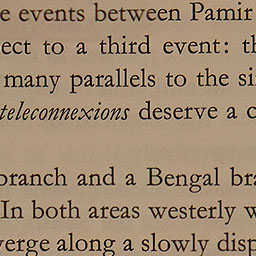 e events between Pamir
ect to a third event: th
many parallels to the si
teleconnexions deserve a c
branch and a Bengal bra
In both areas westerly w
verge along a slowly disp